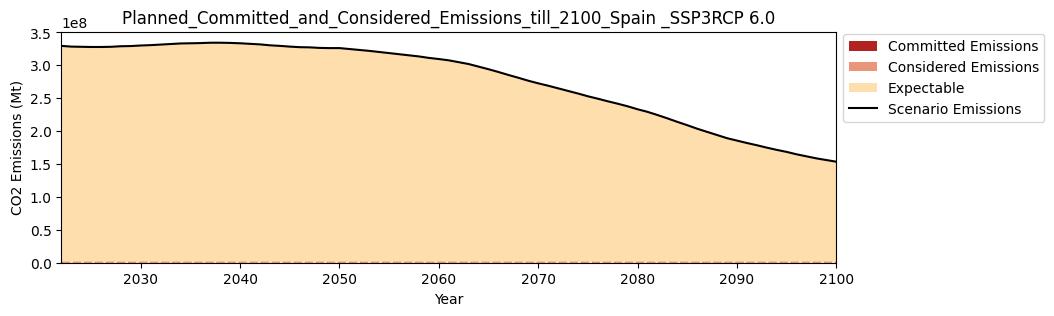 Planned_Committed_and_Considered_Emissions_till_2100_Spain _SSP3RCP 6.0
1e8
3.5
3.0
2.5
2.0
1.5
1.0
0.5
0.0
CO2 Emissions (Mt)
2030
2040
2050
2060
2070
2080
2090
2100
Year
Committed Emissions
Considered Emissions
Expectable
Scenario Emissions